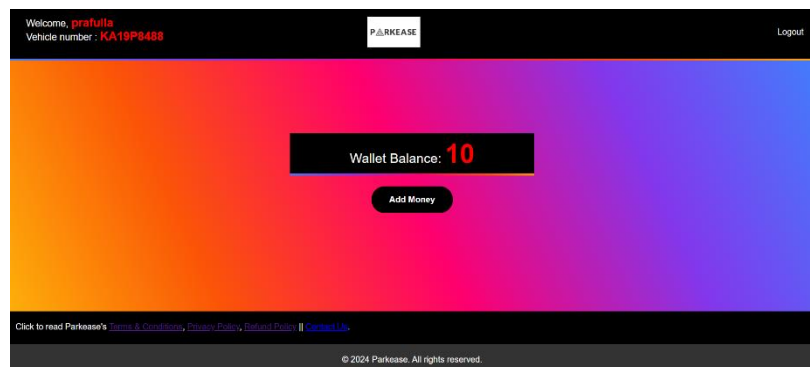 Welcome, prafulla
Vehicle number : KA19P8488
PARKEASE
Logout
Wallet Balance: 10
Add Money
Click to read Parkease's Terms & Conditions, Privacy Policy, Refund Policy || Contact Us.
© 2024 Parkease. All rights reserved.